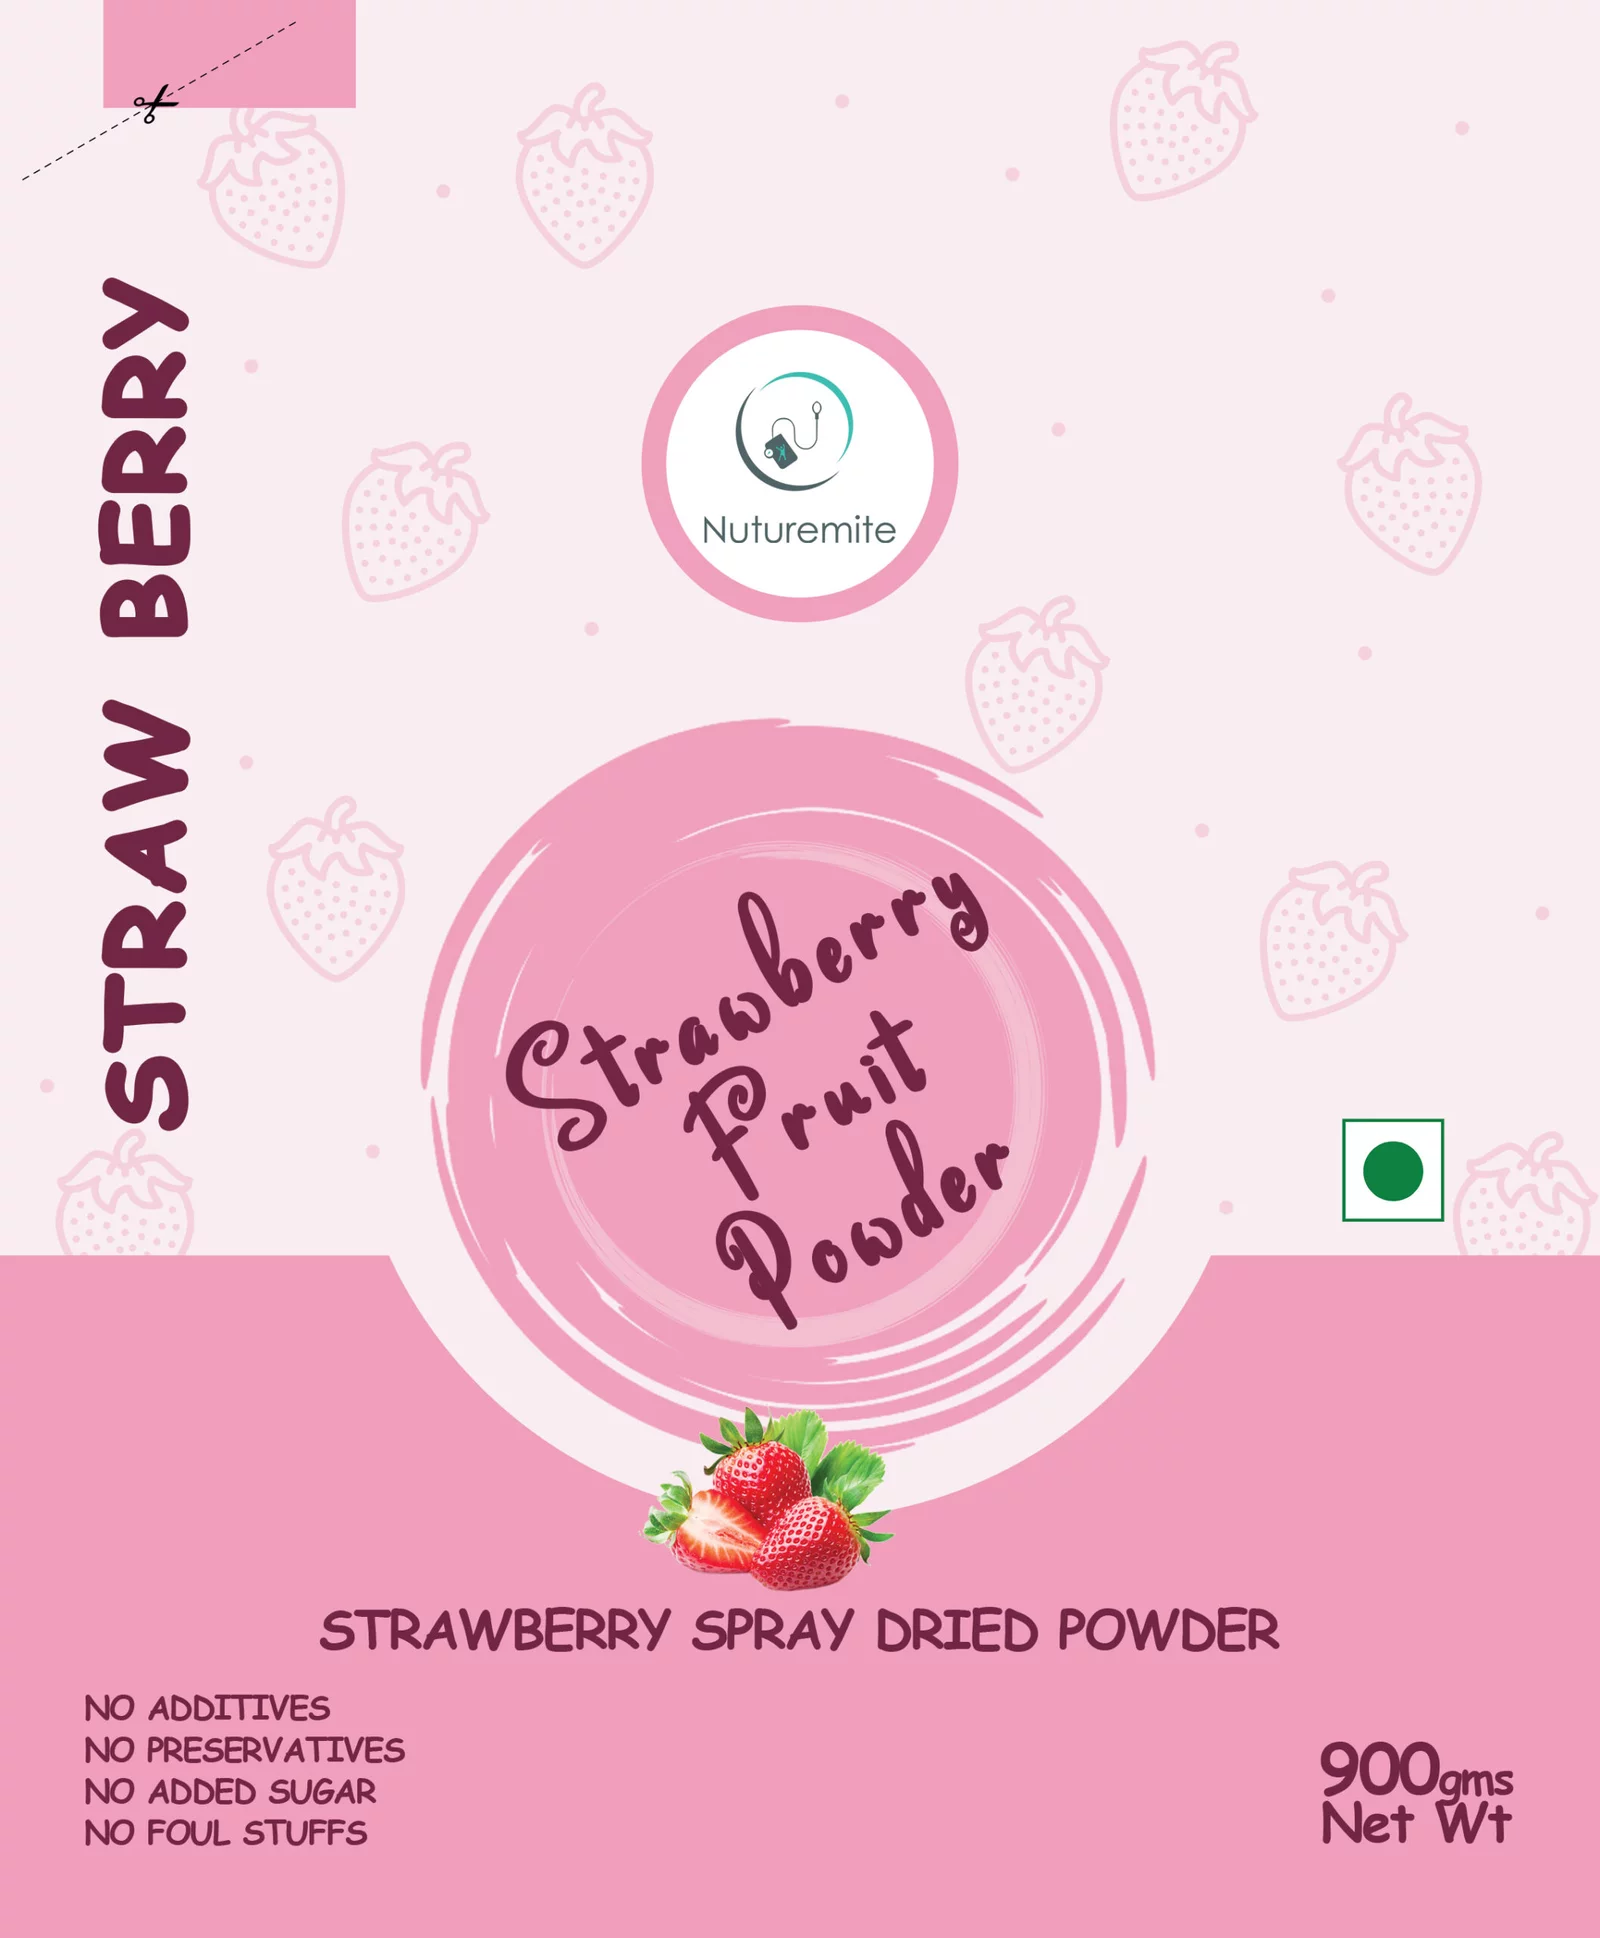 STRAW BERRY
Nuturemite
Strawberry
Fruit
Powder
STRAWBERRY SPRAY DRIED POWDER
NO ADDITIVES
NO PRESERVATIVES
NO ADDED SUGAR
NO FOUL STUFFS
900gms
Net Wt